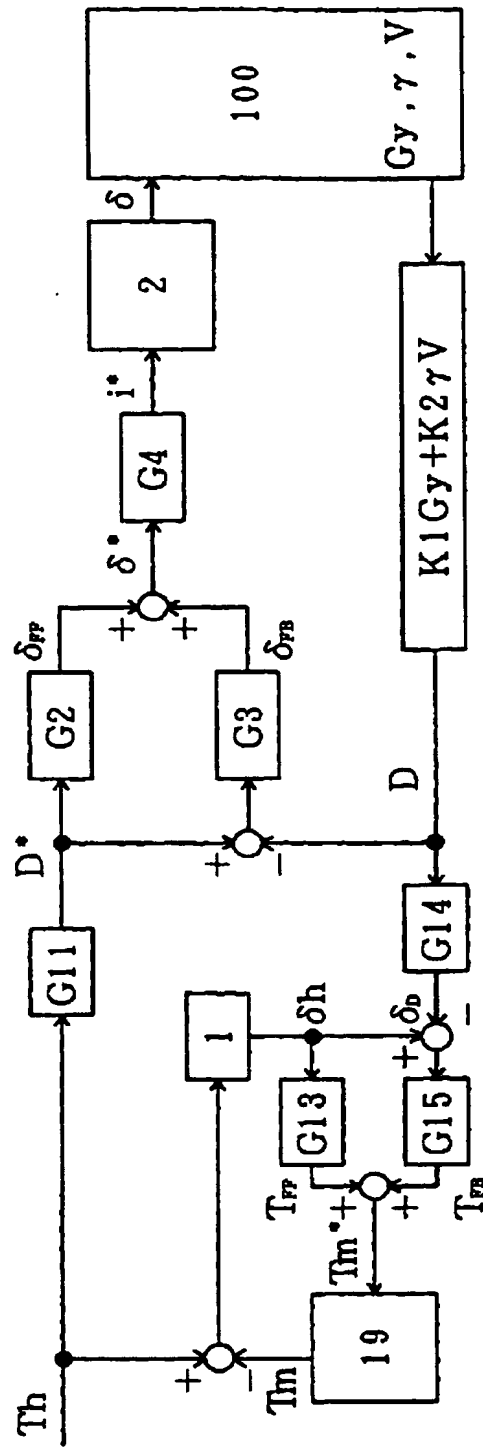 Th
G11
D*
G2
δFF
+
+
δ*
G4
i*
2
δ
100
Gy, γ, V
+
-
G3
δFB
+
-
1
δh
Tm
19
Tm*
TFF
+
+
TFB
G13
G15
+
-
δD
G14
D
K1Gy+K2γV